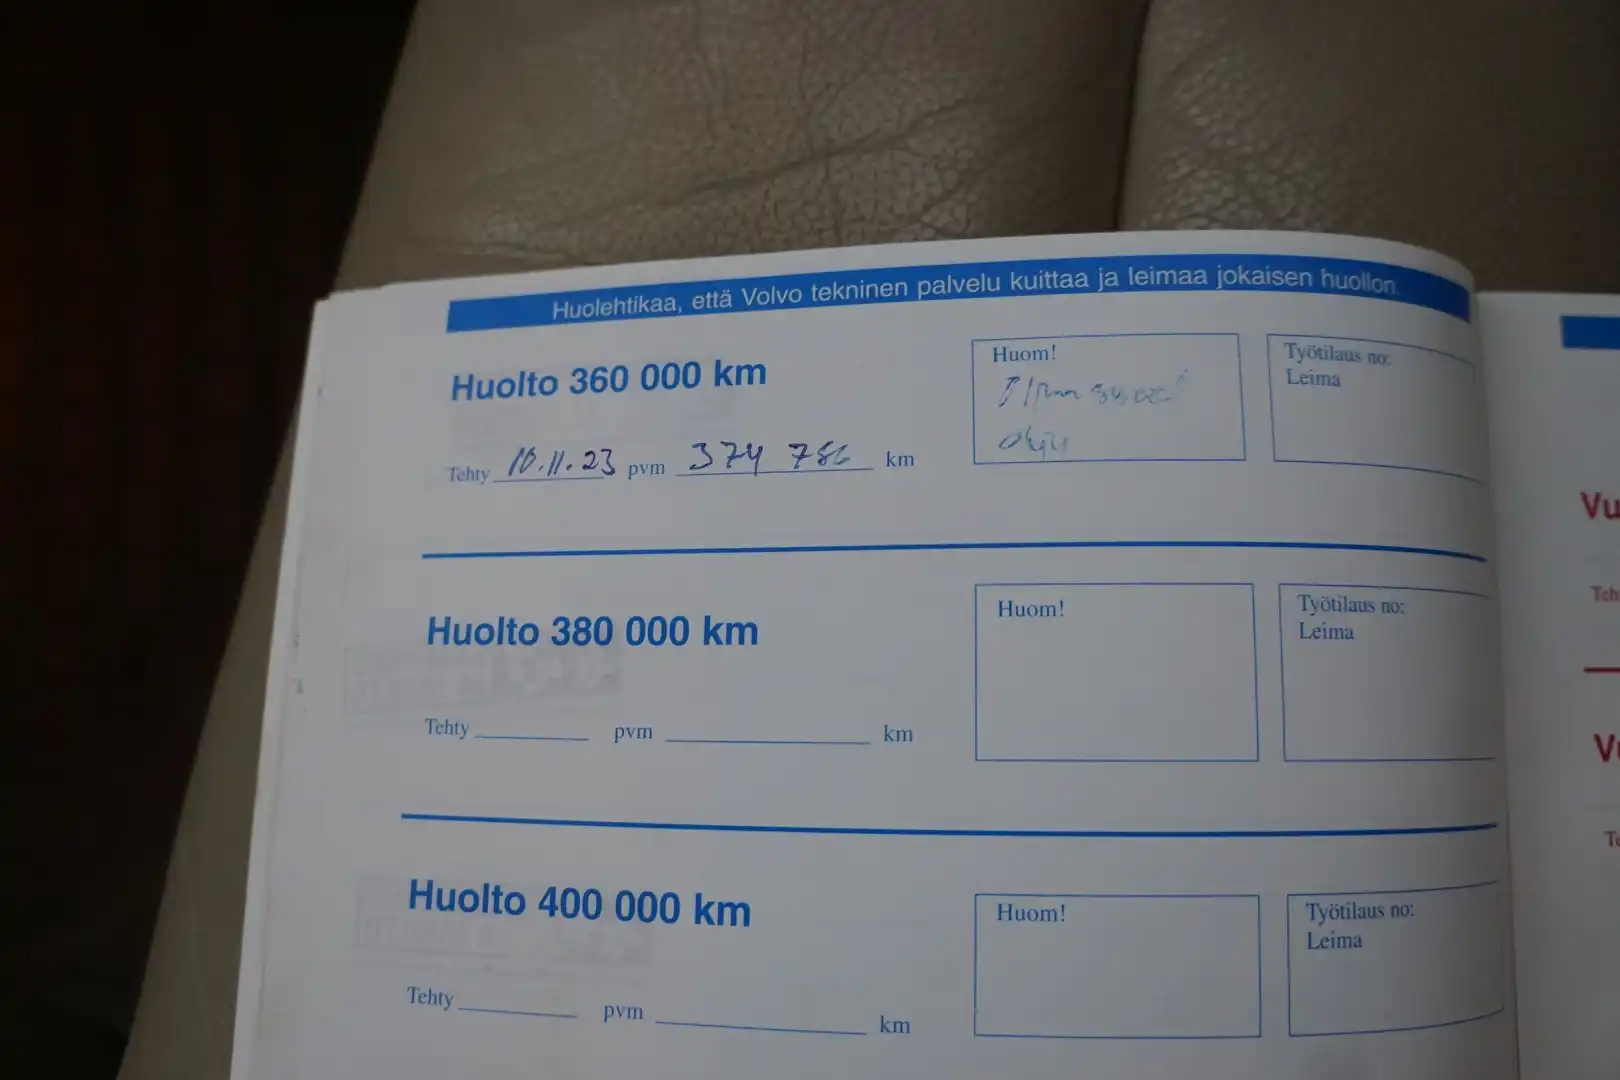 Huolehtikaa, että Volvo tekninen palvelu kuittaa ja leimaa jokaisen huollon.
Huolto 360 000 km
Tehty 10.11.23 pvm 374 786 km
Huom!
Työtilaus no:
Leima
Huolto 380 000 km
Tehty pvm km
Huom!
Työtilaus no:
Leima
Huolto 400 000 km
Tehty pvm km
Huom!
Työtilaus no:
Leima